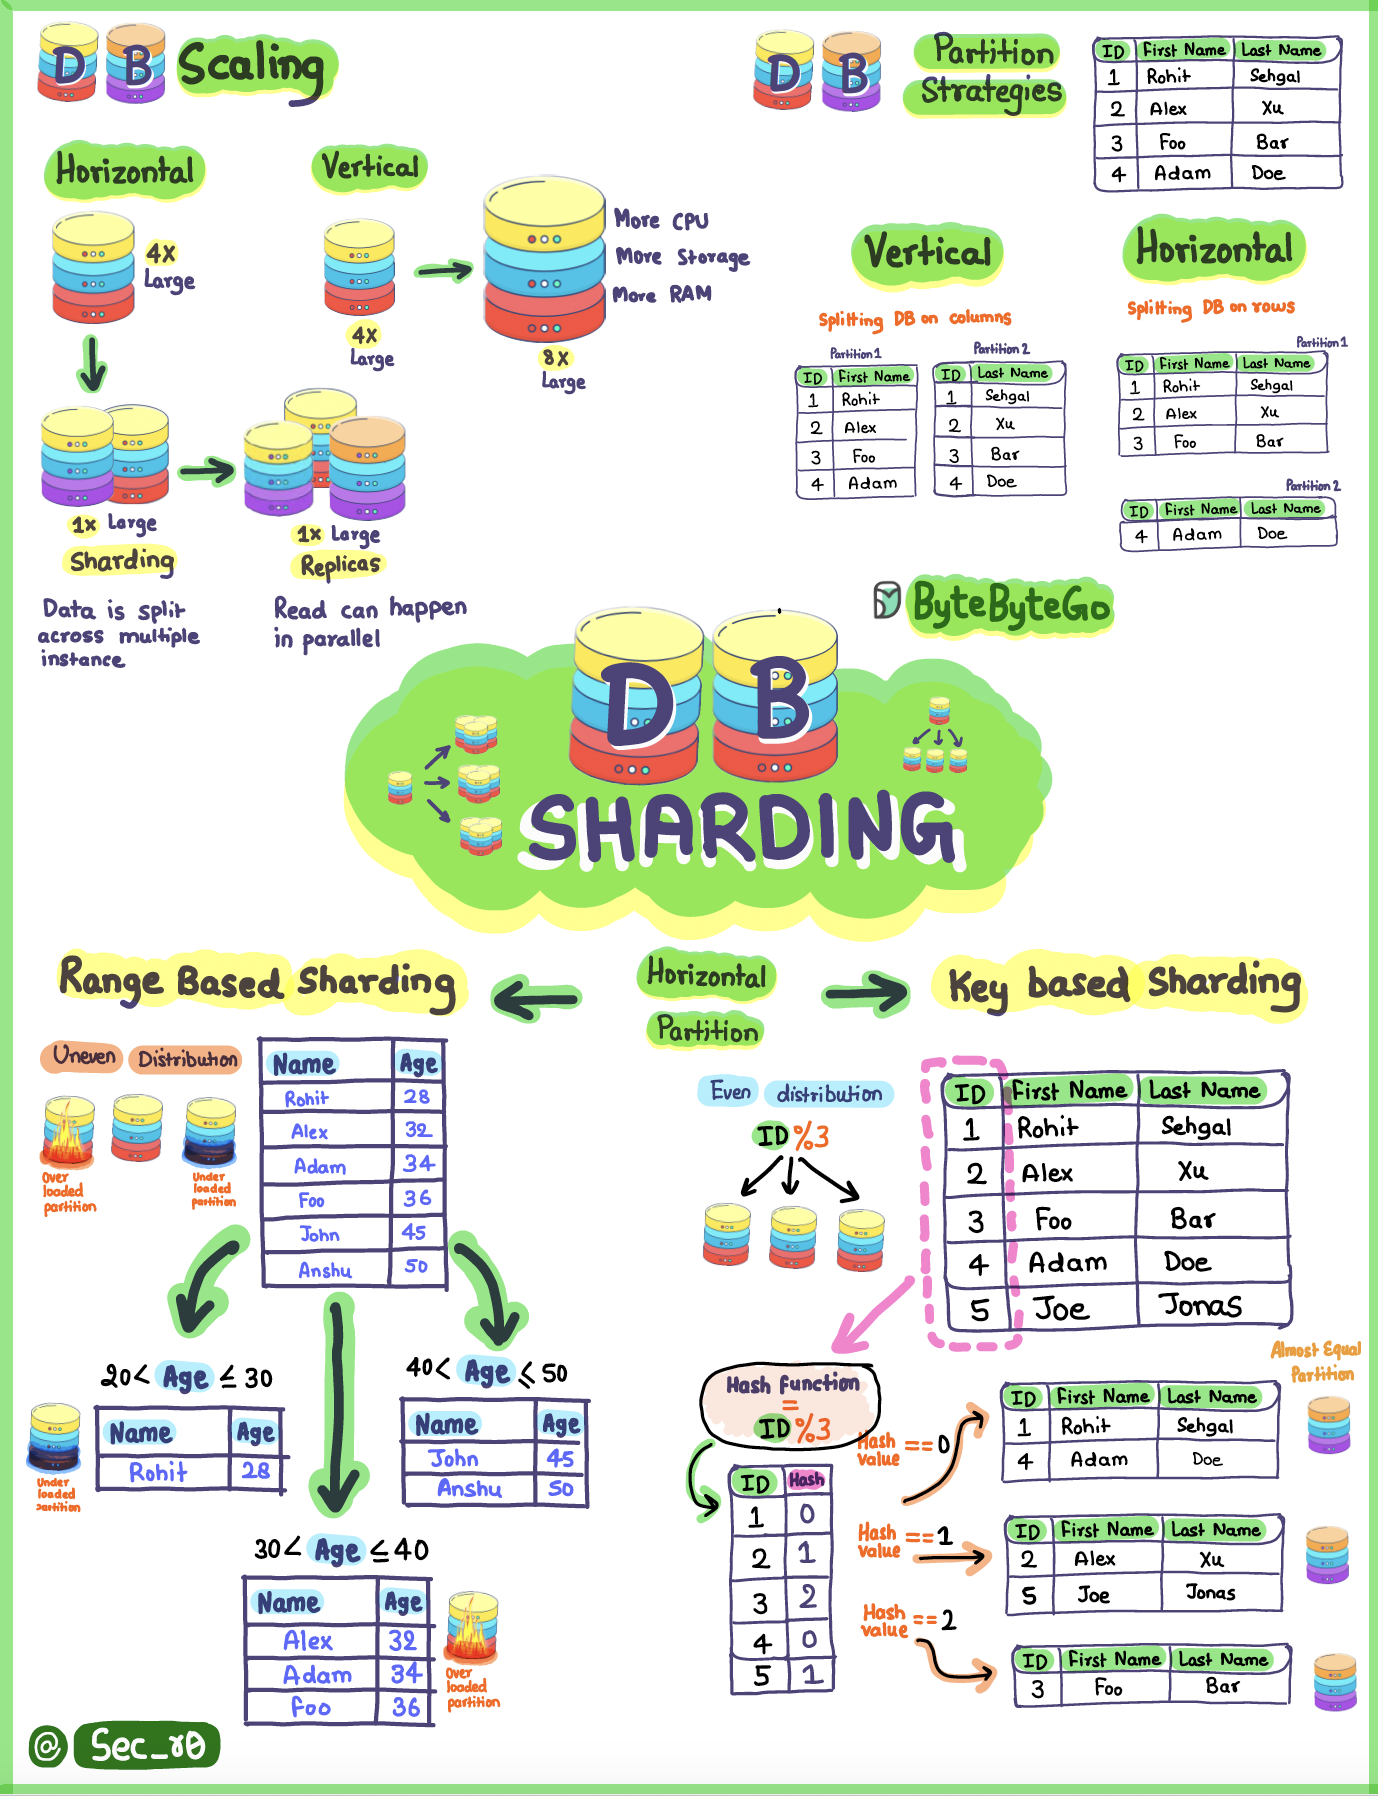 DB Scaling
Horizontal
4x
Large
1x Large
Sharding
Data is split
across multiple
instance
1x Large
Replicas
Read can happen
in parallel
Vertical
4x
Large
8x
Large
More CPU
More Storage
More RAM
DB Partition
Strategies
ID First Name Last Name
1 Rohit Sehgal
2 Alex Xu
3 Foo Bar
4 Adam Doe
Vertical
Splitting DB on columns
Partition 1
ID First Name
1 Rohit
2 Alex
3 Foo
4 Adam
Partition 2
ID Last Name
1 Sehgal
2 Xu
3 Bar
4 Doe
Horizontal
Splitting DB on rows
Partition 1
ID First Name Last Name
1 Rohit Sehgal
2 Alex Xu
3 Foo Bar
Partition 2
ID First Name Last Name
4 Adam Doe
ByteByteGo
DB
SHARDING
Horizontal
Partition
Range Based Sharding
Uneven Distribution
Over
loaded
partition
Under
loaded
partition
Name Age
Rohit 28
Alex 32
Adam 34
Foo 36
John 45
Anshu 50
20 < Age ≤ 30
Under
loaded
partition
Name Age
Rohit 28
40 < Age ≤ 50
Name Age
John 45
Anshu 50
30 < Age ≤ 40
Name Age
Alex 32
Adam 34
Foo 36
Over
loaded
partition
Key based Sharding
Even distribution
ID %3
ID First Name Last Name
1 Rohit Sehgal
2 Alex Xu
3 Foo Bar
4 Adam Doe
5 Joe Jonas
Hash function
=
ID %3
ID Hash
1 0
2 1
3 2
4 0
5 1
Almost Equal
Partition
Hash
value == 0
ID First Name Last Name
1 Rohit Sehgal
4 Adam Doe
Hash
value == 1
ID First Name Last Name
2 Alex Xu
5 Joe Jonas
Hash
value == 2
ID First Name Last Name
3 Foo Bar
@ Sec_r0